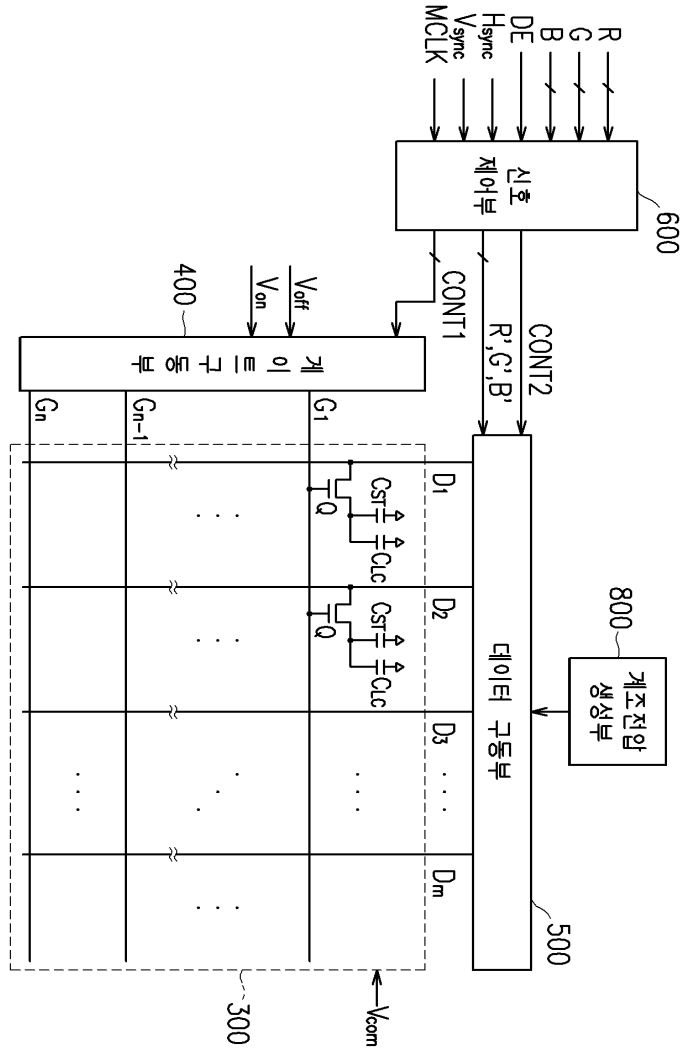 R
G
B
DE
Hsync
Vsync
MCLK
신호
제어부
600
CONT2
R',G',B'
CONT1
800
계조전압
생성부
데이터 구동부
500
400
Voff
Von
게이트구동부
D1
D2
D3
. . .
Dm
Vcom
G1
Gn-1
Gn
Q
CST
CLC
Q
CST
CLC
. . .
. . .
. . .
. . .
. . .
. . .
300